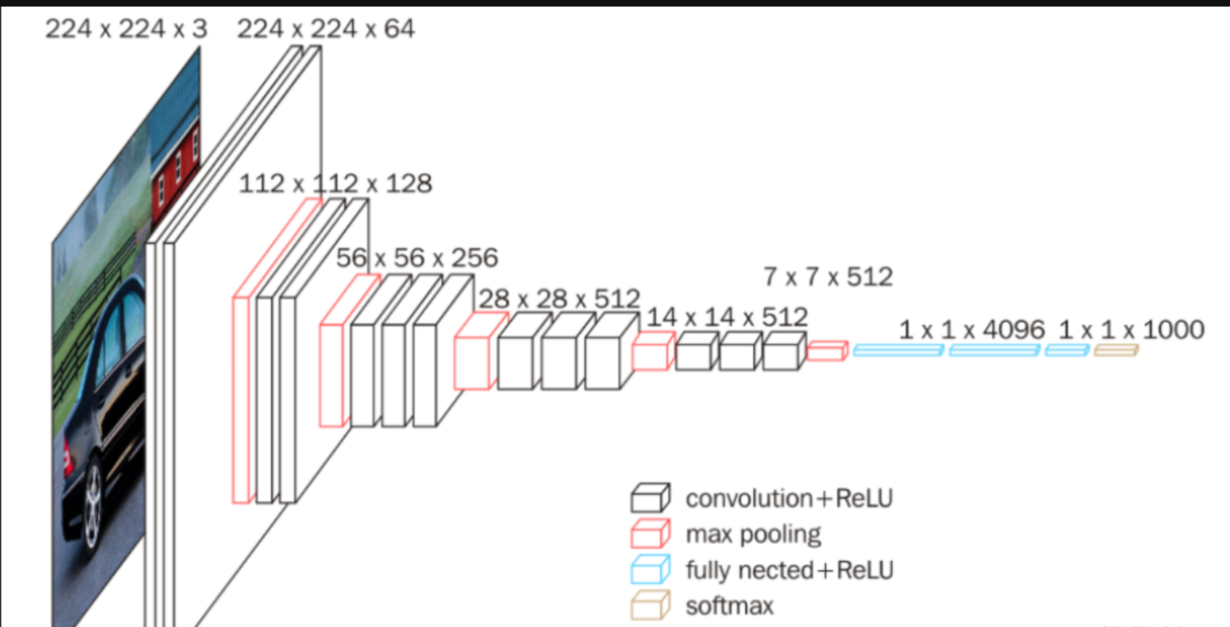 224 x 224 x 3
224 x 224 x 64
112 x 112 x 128
56 x 56 x 256
28 x 28 x 512
14 x 14 x 512
7 x 7 x 512
1 x 1 x 4096
1 x 1 x 1000
convolution+ReLU
max pooling
fully nected+ReLU
softmax